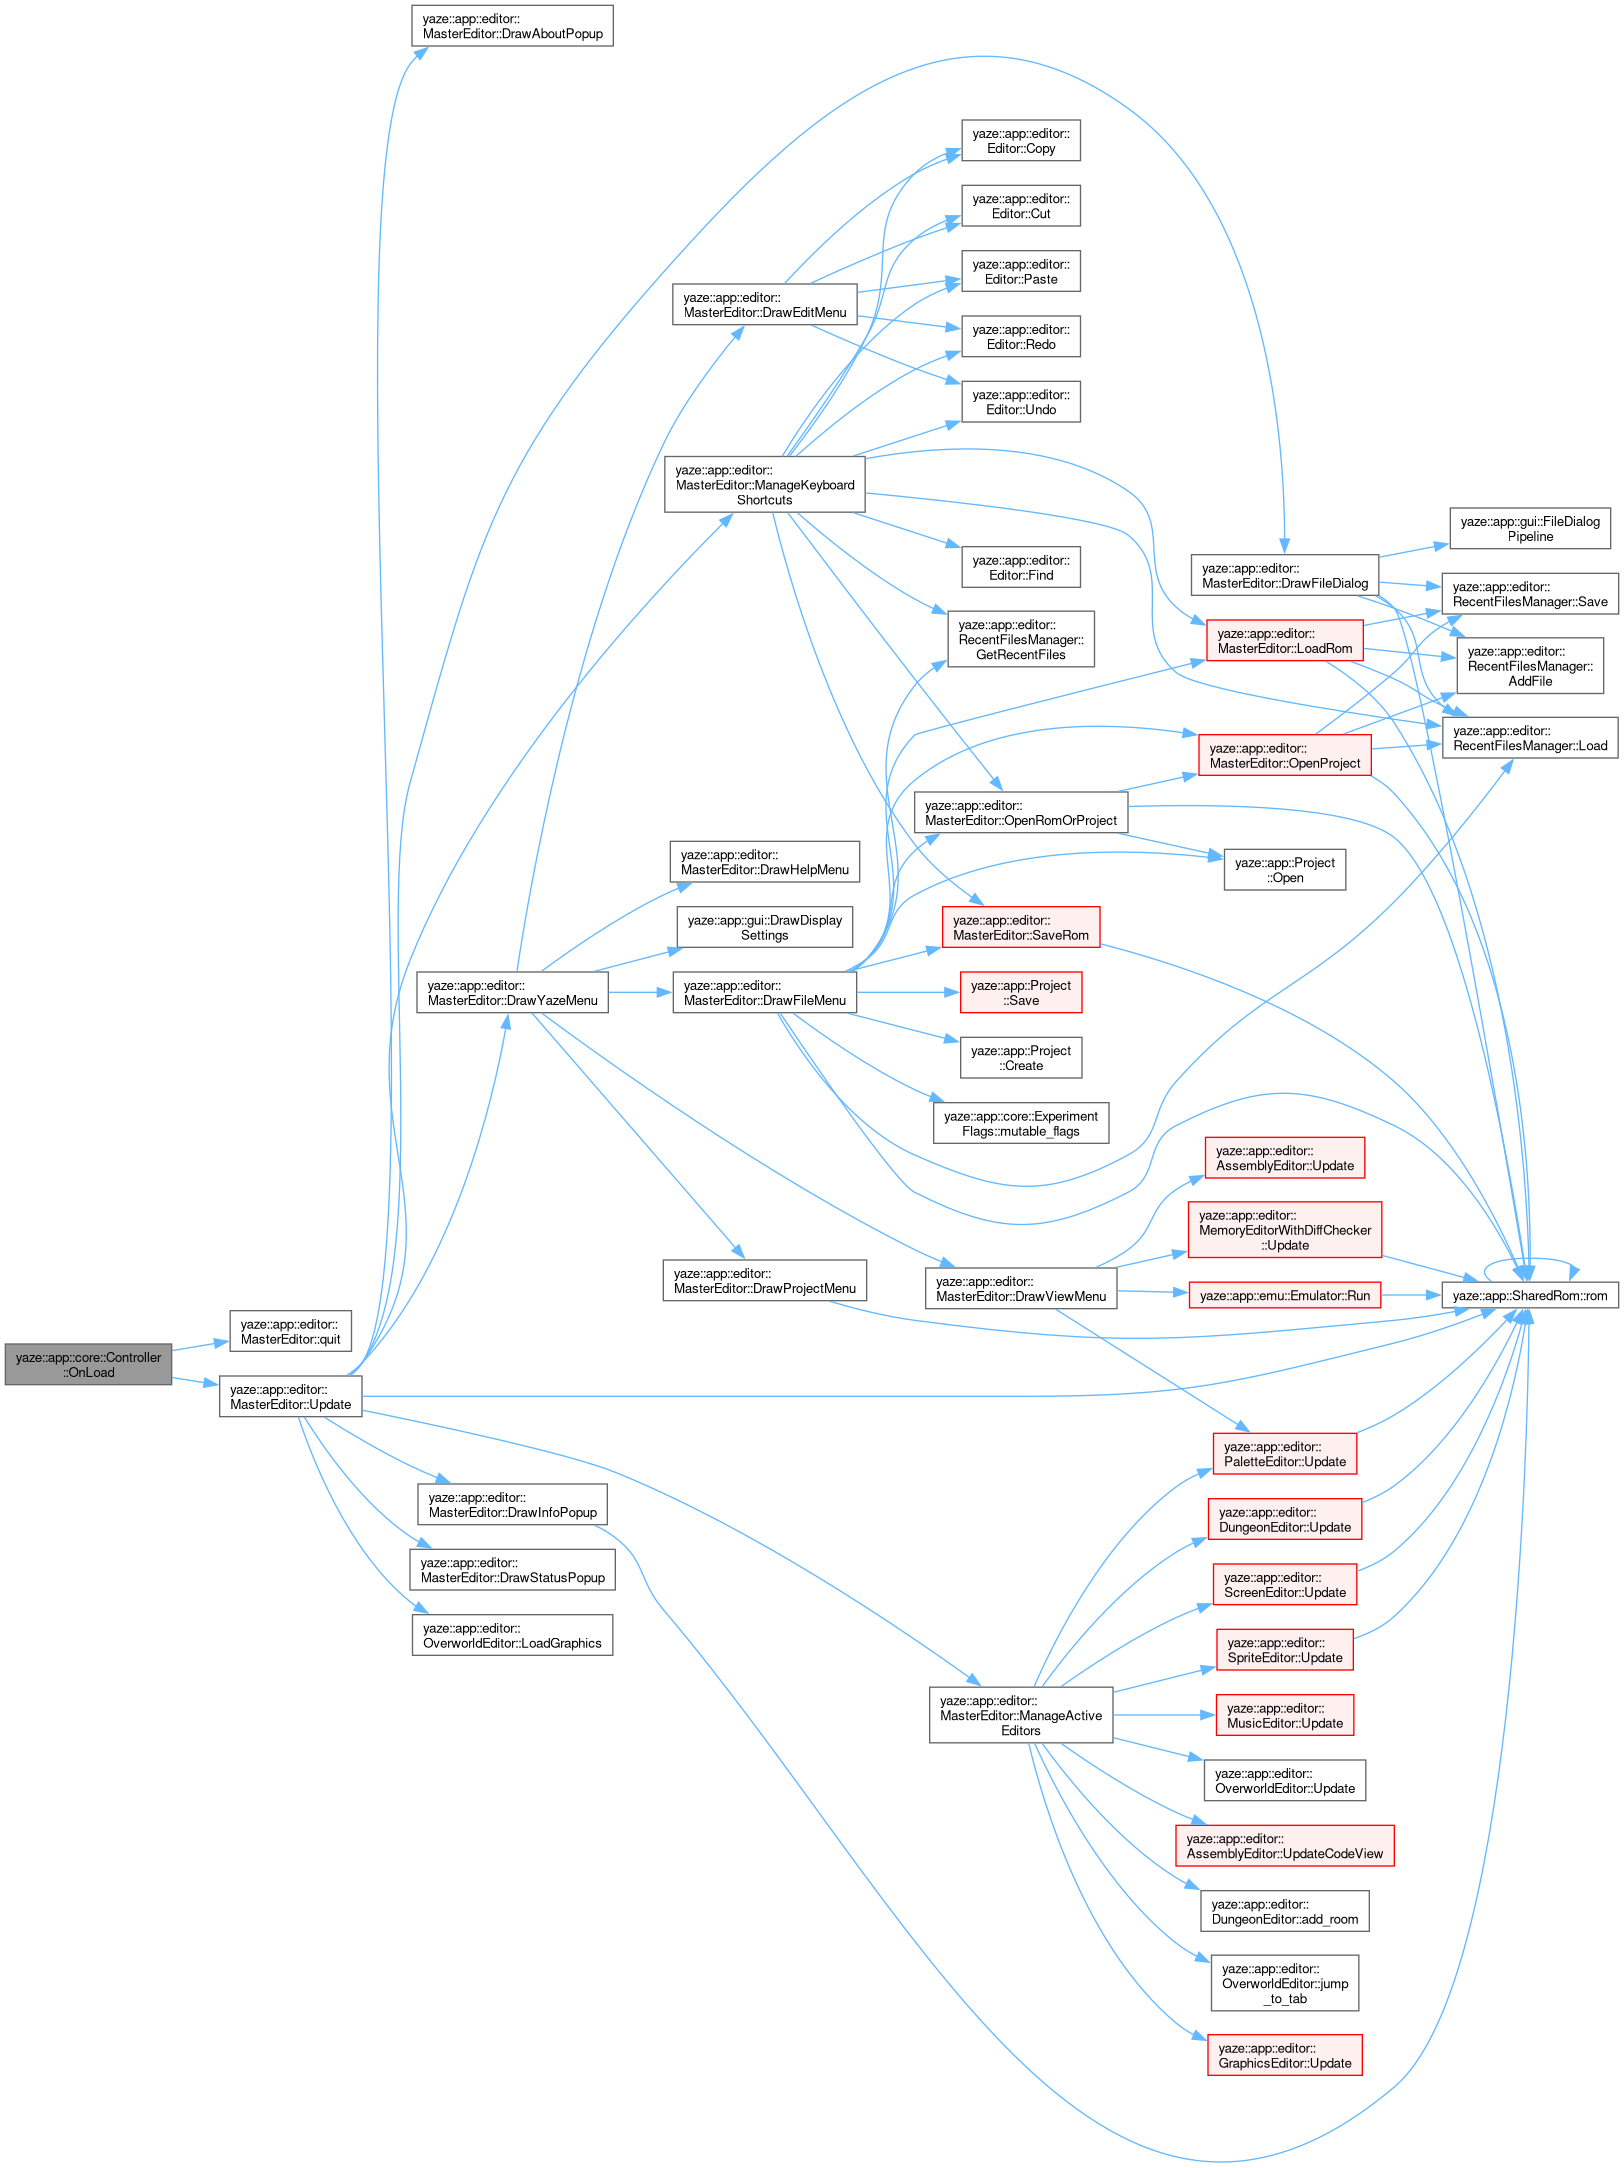 yaze::app::editor::
MasterEditor::DrawAboutPopup
yaze::app::editor::
Editor::Copy
yaze::app::editor::
Editor::Cut
yaze::app::editor::
Editor::Paste
yaze::app::editor::
MasterEditor::DrawEditMenu
yaze::app::editor::
Editor::Redo
yaze::app::editor::
Editor::Undo
yaze::app::editor::
MasterEditor::ManageKeyboard
Shortcuts
yaze::app::gui::FileDialog
Pipeline
yaze::app::editor::
Editor::Find
yaze::app::editor::
MasterEditor::DrawFileDialog
yaze::app::editor::
RecentFilesManager::Save
yaze::app::editor::
RecentFilesManager::
GetRecentFiles
yaze::app::editor::
MasterEditor::LoadRom
yaze::app::editor::
RecentFilesManager::
AddFile
yaze::app::editor::
RecentFilesManager::Load
yaze::app::editor::
MasterEditor::OpenProject
yaze::app::editor::
MasterEditor::OpenRomOrProject
yaze::app::editor::
MasterEditor::DrawHelpMenu
yaze::app::Project
::Open
yaze::app::gui::DrawDisplay
Settings
yaze::app::editor::
MasterEditor::SaveRom
yaze::app::editor::
MasterEditor::DrawYazeMenu
yaze::app::editor::
MasterEditor::DrawFileMenu
yaze::app::Project
::Save
yaze::app::Project
::Create
yaze::app::core::Experiment
Flags::mutable_flags
yaze::app::editor::
AssemblyEditor::Update
yaze::app::editor::
MemoryEditorWithDiffChecker
::Update
yaze::app::editor::
MasterEditor::DrawProjectMenu
yaze::app::editor::
MasterEditor::DrawViewMenu
yaze::app::emu::Emulator::Run
yaze::app::SharedRom::rom
yaze::app::editor::
MasterEditor::quit
yaze::app::core::Controller
::OnLoad
yaze::app::editor::
MasterEditor::Update
yaze::app::editor::
PaletteEditor::Update
yaze::app::editor::
MasterEditor::DrawInfoPopup
yaze::app::editor::
DungeonEditor::Update
yaze::app::editor::
MasterEditor::DrawStatusPopup
yaze::app::editor::
ScreenEditor::Update
yaze::app::editor::
OverworldEditor::LoadGraphics
yaze::app::editor::
SpriteEditor::Update
yaze::app::editor::
MasterEditor::ManageActive
Editors
yaze::app::editor::
MusicEditor::Update
yaze::app::editor::
OverworldEditor::Update
yaze::app::editor::
AssemblyEditor::UpdateCodeView
yaze::app::editor::
DungeonEditor::add_room
yaze::app::editor::
OverworldEditor::jump
_to_tab
yaze::app::editor::
GraphicsEditor::Update